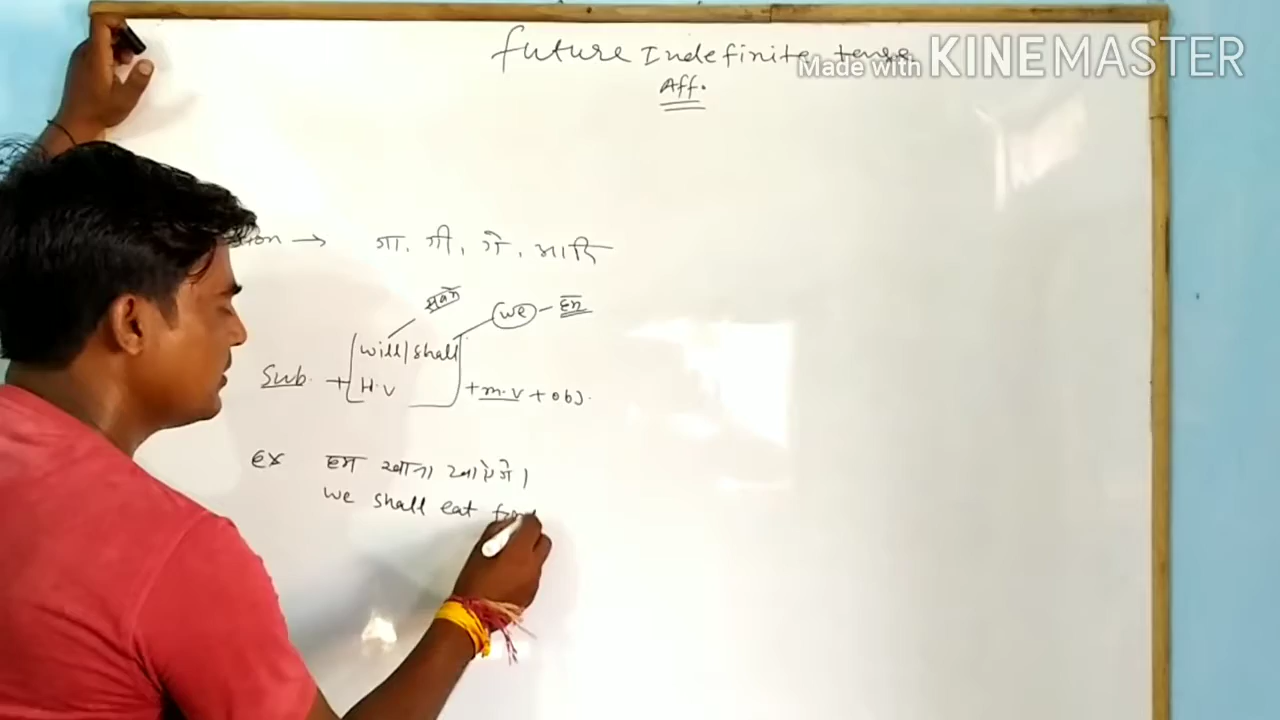 Future Indefinite tense
Made with KINEMASTER
Aff.
गा, गी, गे, आदि
we - हम
will/shall
Sub. + H.V + m.v + obj.
Ex हम खाना खाऐगे।
we shall eat